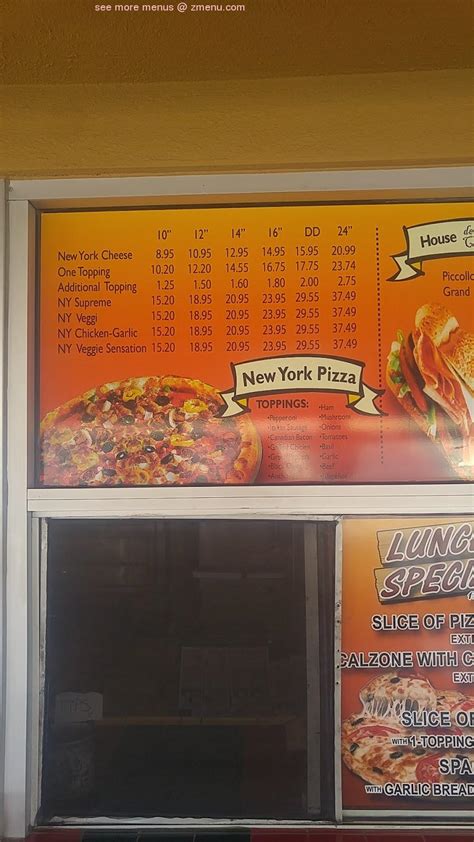 see more menus @ zmenu.com
10" 12" 14" 16" DD 24"
New York Cheese 8.95 10.95 12.95 14.95 15.95 20.99
One Topping 10.20 12.20 14.55 16.75 17.75 23.74
Additional Topping 1.25 1.50 1.60 1.80 2.00 2.75
NY Supreme 15.20 18.95 20.95 23.95 29.55 37.49
NY Veggi 15.20 18.95 20.95 23.95 29.55 37.49
NY Chicken-Garlic 15.20 18.95 20.95 23.95 29.55 37.49
NY Veggie Sensation 15.20 18.95 20.95 23.95 29.55 37.49
New York Pizza
TOPPINGS:
•Pepperoni
•Italian Sausage
•Canadian Bacon
•Ham
•Mushroom
•Onions
•Tomatoes
•Basil
•Garlic
•Beef
House
Piccolo
Grand
LUNC
SPECI
SLICE OF PIZ
EXT
CALZONE WITH C
EXT
SLICE OF
WITH 1-TOPPING
SPA
WITH GARLIC BREAD